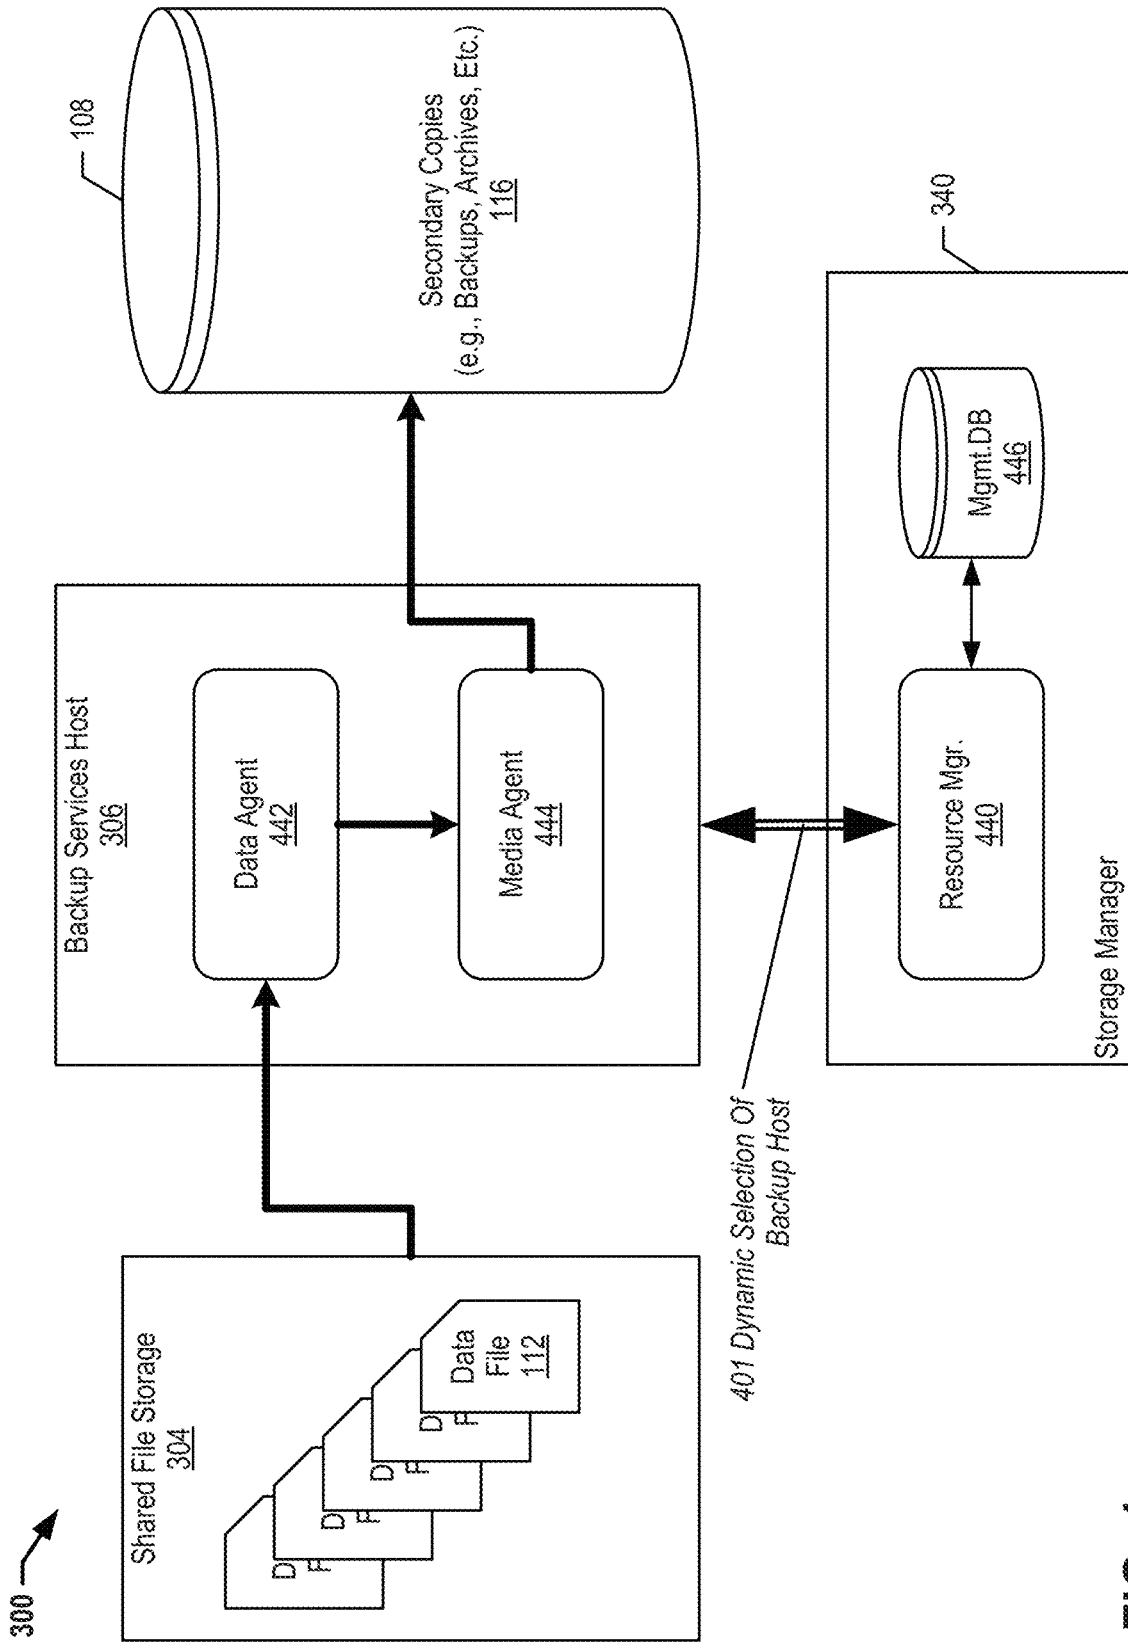 300
Shared File Storage
304
D
F
D
F
D
F
D
F
Data
File
112
Backup Services Host
306
Data Agent
442
Media Agent
444
108
Secondary Copies
(e.g., Backups, Archives, Etc.)
116
401 Dynamic Selection Of
Backup Host
340
Resource Mgr.
440
Mgmt.DB
446
Storage Manager